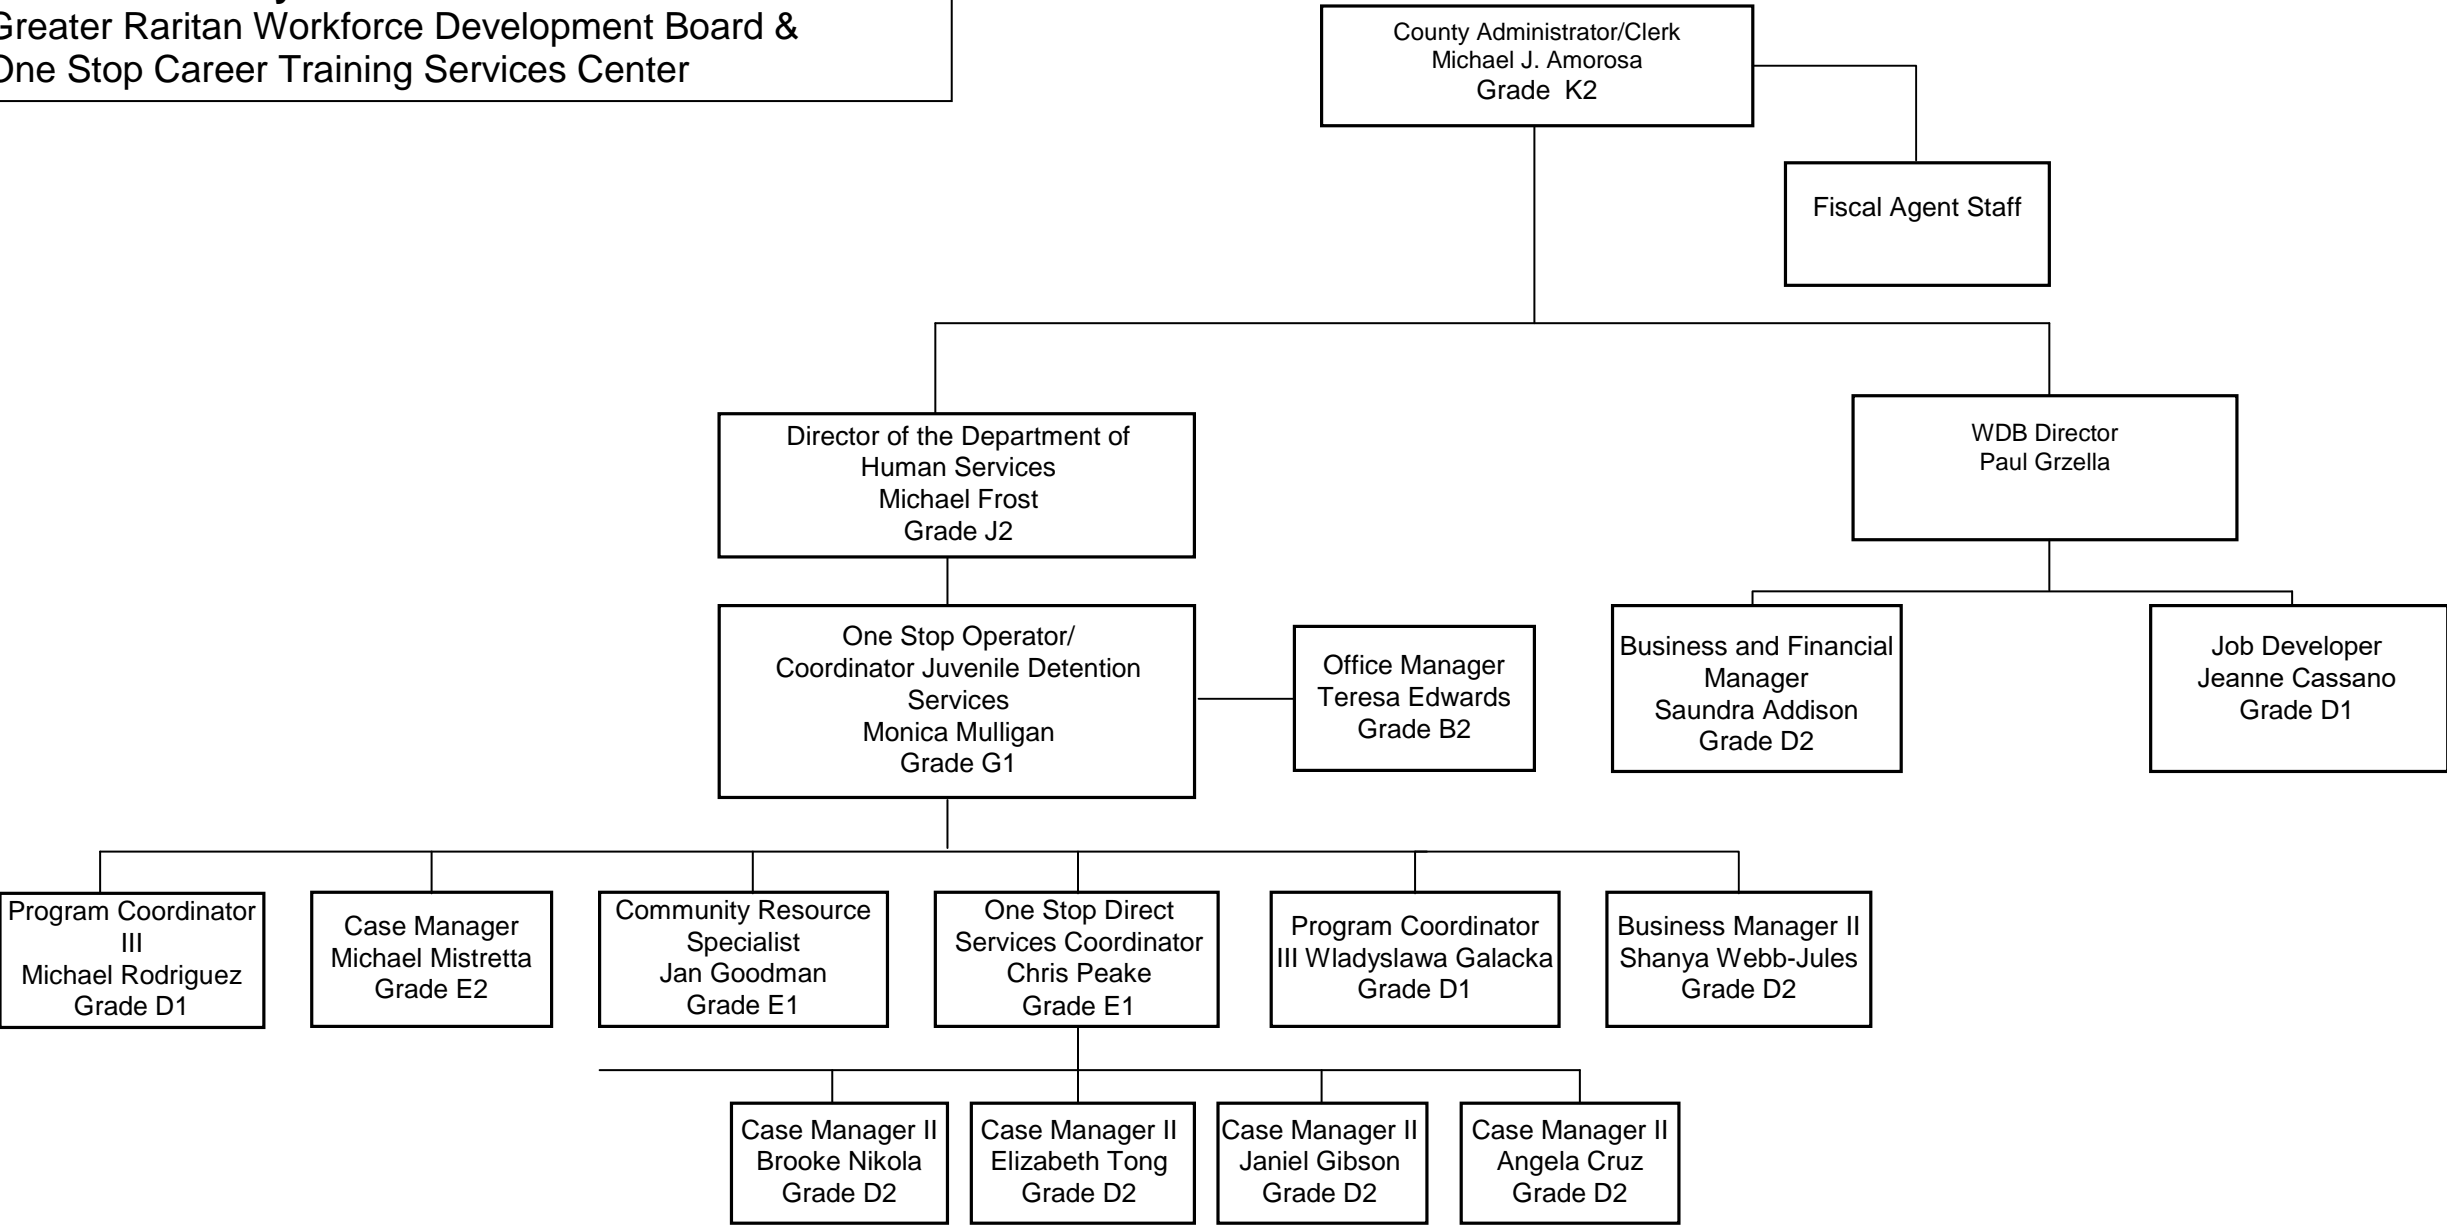 Greater Raritan Workforce Development Board &
One Stop Career Training Services Center
County Administrator/Clerk
Michael J. Amorosa
Grade K2
Fiscal Agent Staff
Director of the Department of
Human Services
Michael Frost
Grade J2
WDB Director
Paul Grzella
One Stop Operator/
Coordinator Juvenile Detention
Services
Monica Mulligan
Grade G1
Office Manager
Teresa Edwards
Grade B2
Business and Financial
Manager
Saundra Addison
Grade D2
Job Developer
Jeanne Cassano
Grade D1
Program Coordinator
III
Michael Rodriguez
Grade D1
Case Manager
Michael Mistretta
Grade E2
Community Resource
Specialist
Jan Goodman
Grade E1
One Stop Direct
Services Coordinator
Chris Peake
Grade E1
Program Coordinator
III Wladyslawa Galacka
Grade D1
Business Manager II
Shanya Webb-Jules
Grade D2
Case Manager II
Brooke Nikola
Grade D2
Case Manager II
Elizabeth Tong
Grade D2
Case Manager II
Janiel Gibson
Grade D2
Case Manager II
Angela Cruz
Grade D2